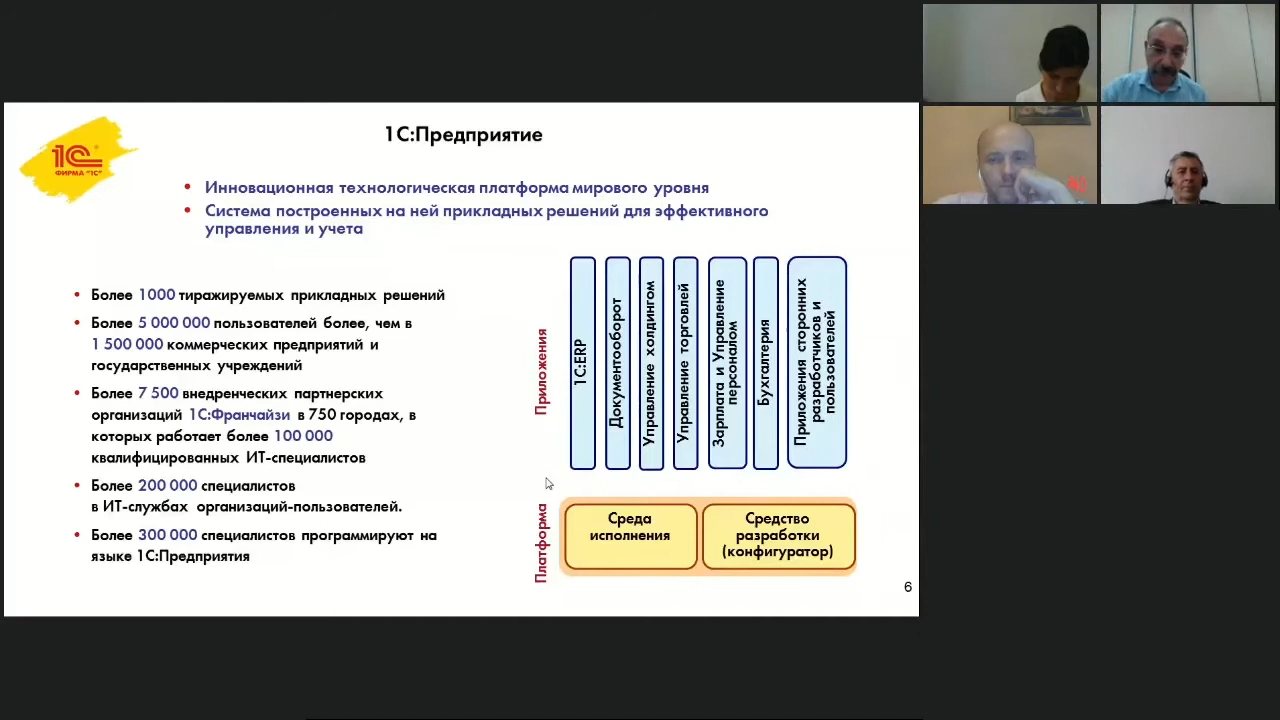 1С:Предприятие
1С
ФИРМА "1С"
• Инновационная технологическая платформа мирового уровня
• Система построенных на ней прикладных решений для эффективного
управления и учета
• Более 1000 тиражируемых прикладных решений
• Более 5 000 000 пользователей более, чем в
1 500 000 коммерческих предприятий и
государственных учреждений
• Более 7 500 внедренческих партнерских
организаций 1С:Франчайзи в 750 городах, в
которых работает более 100 000
квалифицированных ИТ-специалистов
• Более 200 000 специалистов
в ИТ-службах организаций-пользователей.
• Более 300 000 специалистов программируют на
языке 1С:Предприятия
Приложения
1С:ERP
Документооборот
Управление холдингом
Управление торговлей
Зарплата и Управление
персоналом
Бухгалтерия
Приложения сторонних
разработчиков и
пользователей
Платформа
Среда
исполнения
Средство
разработки
(конфигуратор)
6